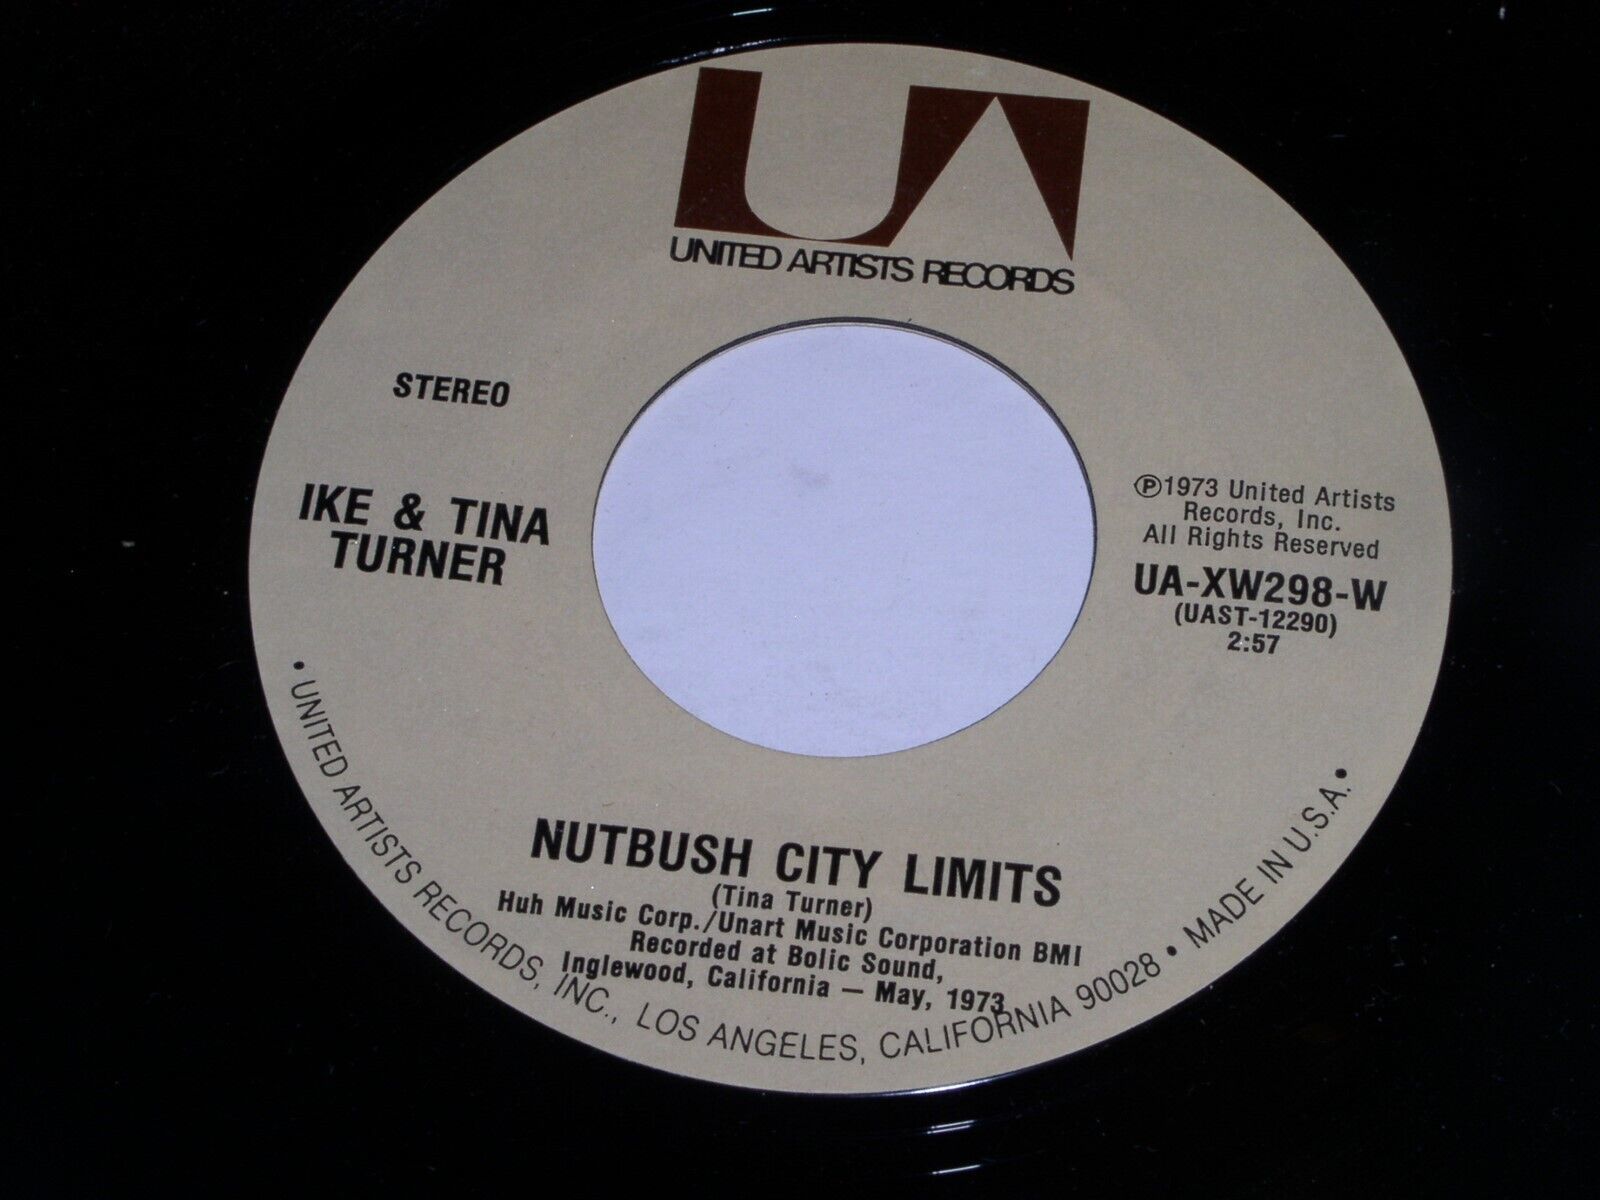 UA
UNITED ARTISTS RECORDS
STEREO
IKE & TINA
TURNER
℗1973 United Artists
Records, Inc.
All Rights Reserved
UA-XW298-W
(UAST-12290)
2:57
NUTBUSH CITY LIMITS
(Tina Turner)
Huh Music Corp./Unart Music Corporation BMI
Recorded at Bolic Sound,
Inglewood, California — May, 1973
• UNITED ARTISTS RECORDS, INC., LOS ANGELES, CALIFORNIA 90028 • MADE IN U.S.A. •